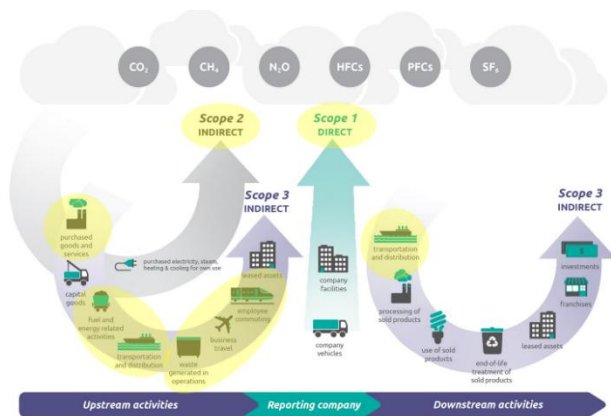 CO₂
CH₄
N₂O
HFCs
PFCs
SF₆
Scope 2
INDIRECT
Scope 1
DIRECT
Scope 3
INDIRECT
Scope 3
INDIRECT
purchased
goods and
services
capital
goods
fuel and
energy related
activities
transportation
and distribution
waste
generated in
operations
business
travel
employee
commuting
leased assets
purchased electricity, steam,
heating & cooling for own use
company
facilities
company
vehicles
transportation
and distribution
processing of
sold products
use of sold
products
end-of-life
treatment of
sold products
leased assets
franchises
investments
Upstream activities
Reporting company
Downstream activities